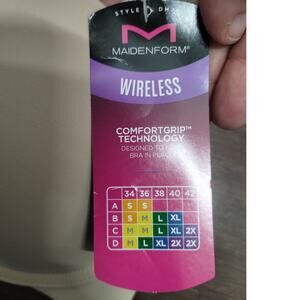 STYLE DM
M
MAIDENFORM®
WIRELESS
COMFORTGRIP™
TECHNOLOGY
DESIGNED TO
BRA IN PLACE
34 36 38 40 42
A S S
B S M L XL
C M M L XL 2X
D M L XL 2X 2X